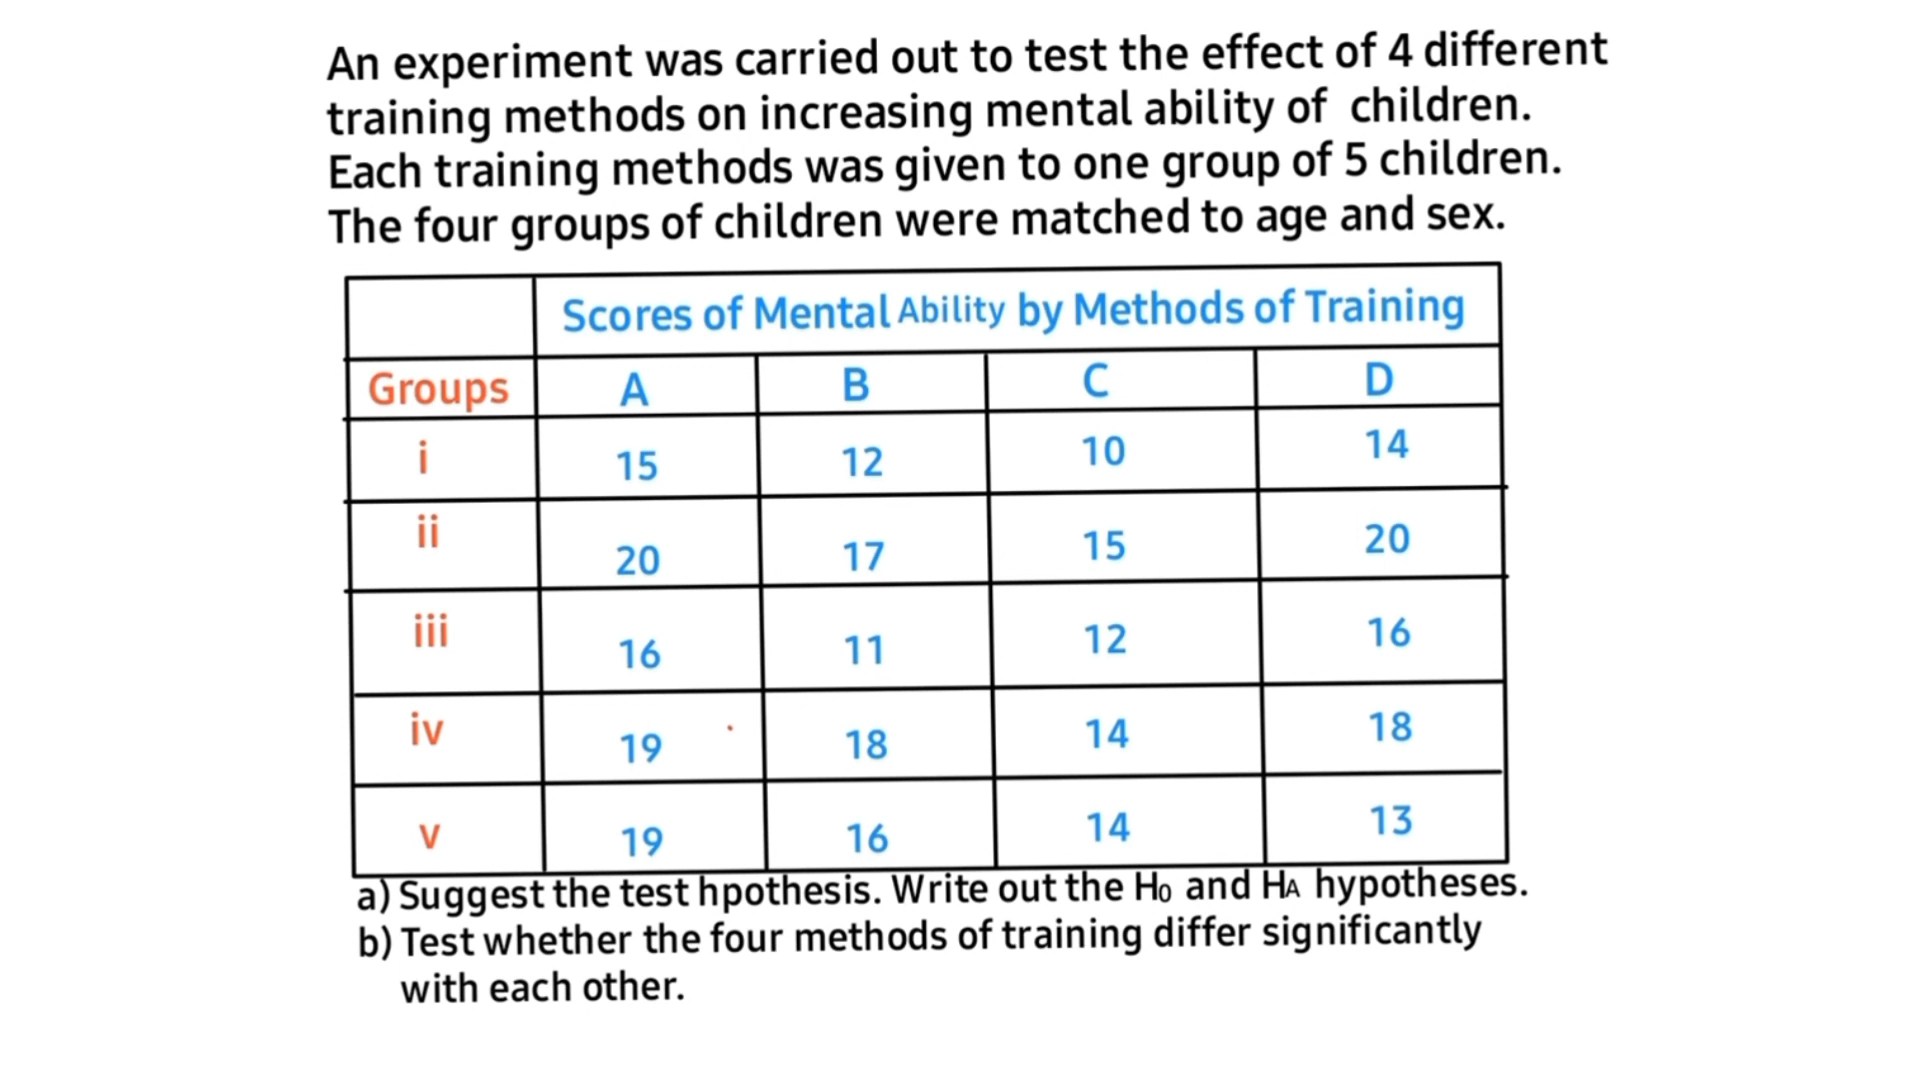 An experiment was carried out to test the effect of 4 different
training methods on increasing mental ability of children.
Each training methods was given to one group of 5 children.
The four groups of children were matched to age and sex.
Scores of Mental Ability by Methods of Training
Groups A B C D
i 15 12 10 14
ii 20 17 15 20
iii 16 11 12 16
iv 19 18 14 18
v 19 16 14 13
a) Suggest the test hpothesis. Write out the H0 and HA hypotheses.
b) Test whether the four methods of training differ significantly
with each other.